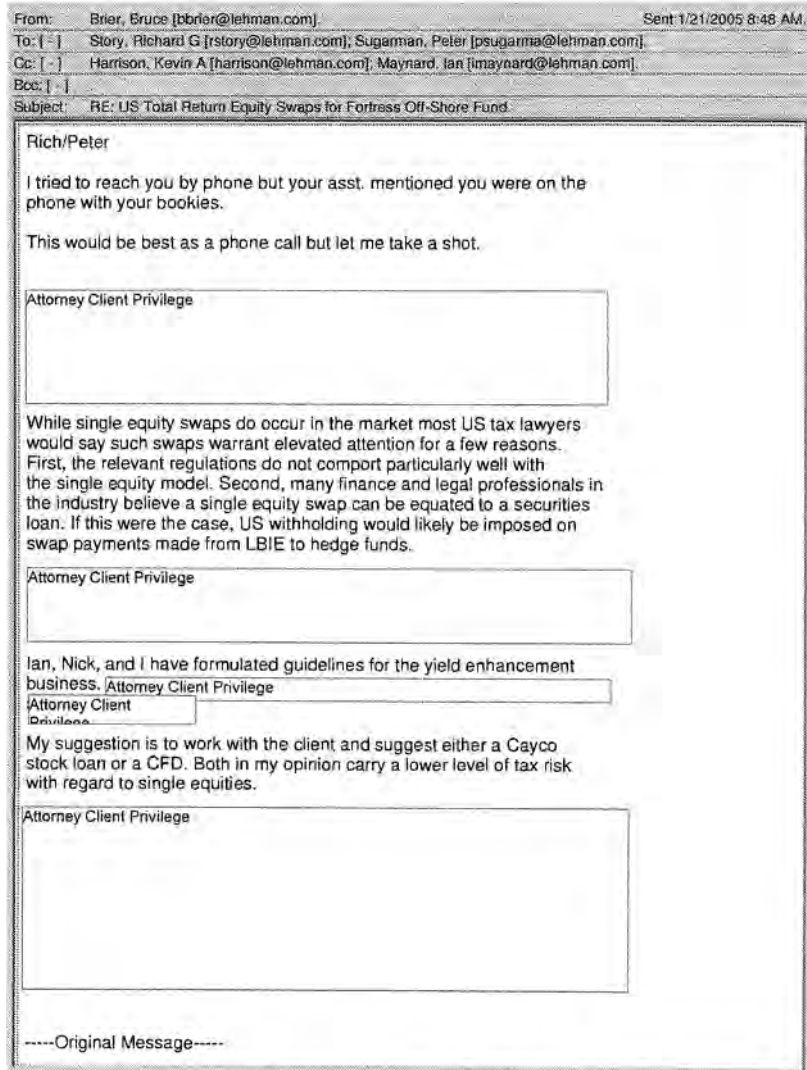 From: Brier, Bruce [bbrier@lehman.com]. Sent:1/21/2005 8:48 AM.
To: [ - ] Story, Richard G [rstory@lehman.com]; Sugarman, Peter [psugarma@lehman.com].
Cc: [ - ] Harrison, Kevin A [harrison@lehman.com]; Maynard, Ian [imaynard@lehman.com].
Bcc: [ - ]
Subject: RE: US Total Return Equity Swaps for Fortress Off-Shore Fund
Rich/Peter
I tried to reach you by phone but your asst. mentioned you were on the
phone with your bookies.
This would be best as a phone call but let me take a shot.
Attorney Client Privilege
While single equity swaps do occur in the market most US tax lawyers
would say such swaps warrant elevated attention for a few reasons.
First, the relevant regulations do not comport particularly well with
the single equity model. Second, many finance and legal professionals in
the industry believe a single equity swap can be equated to a securities
loan. If this were the case, US withholding would likely be imposed on
swap payments made from LBIE to hedge funds.
Attorney Client Privilege
Ian, Nick, and I have formulated guidelines for the yield enhancement
business. Attorney Client Privilege
Attorney Client
Privilege
My suggestion is to work with the client and suggest either a Cayco
stock loan or a CFD. Both in my opinion carry a lower level of tax risk
with regard to single equities.
Attorney Client Privilege
-----Original Message-----